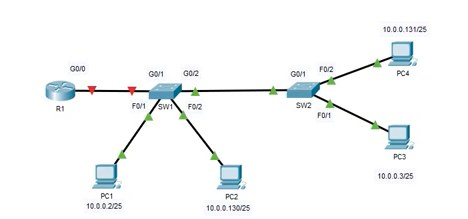 10.0.0.131/25
G0/0
G0/1
G0/2
G0/1
F0/2
PC4
R1
SW1
SW2
F0/1
F0/2
F0/1
PC1
PC2
PC3
10.0.0.2/25
10.0.0.130/25
10.0.0.3/25